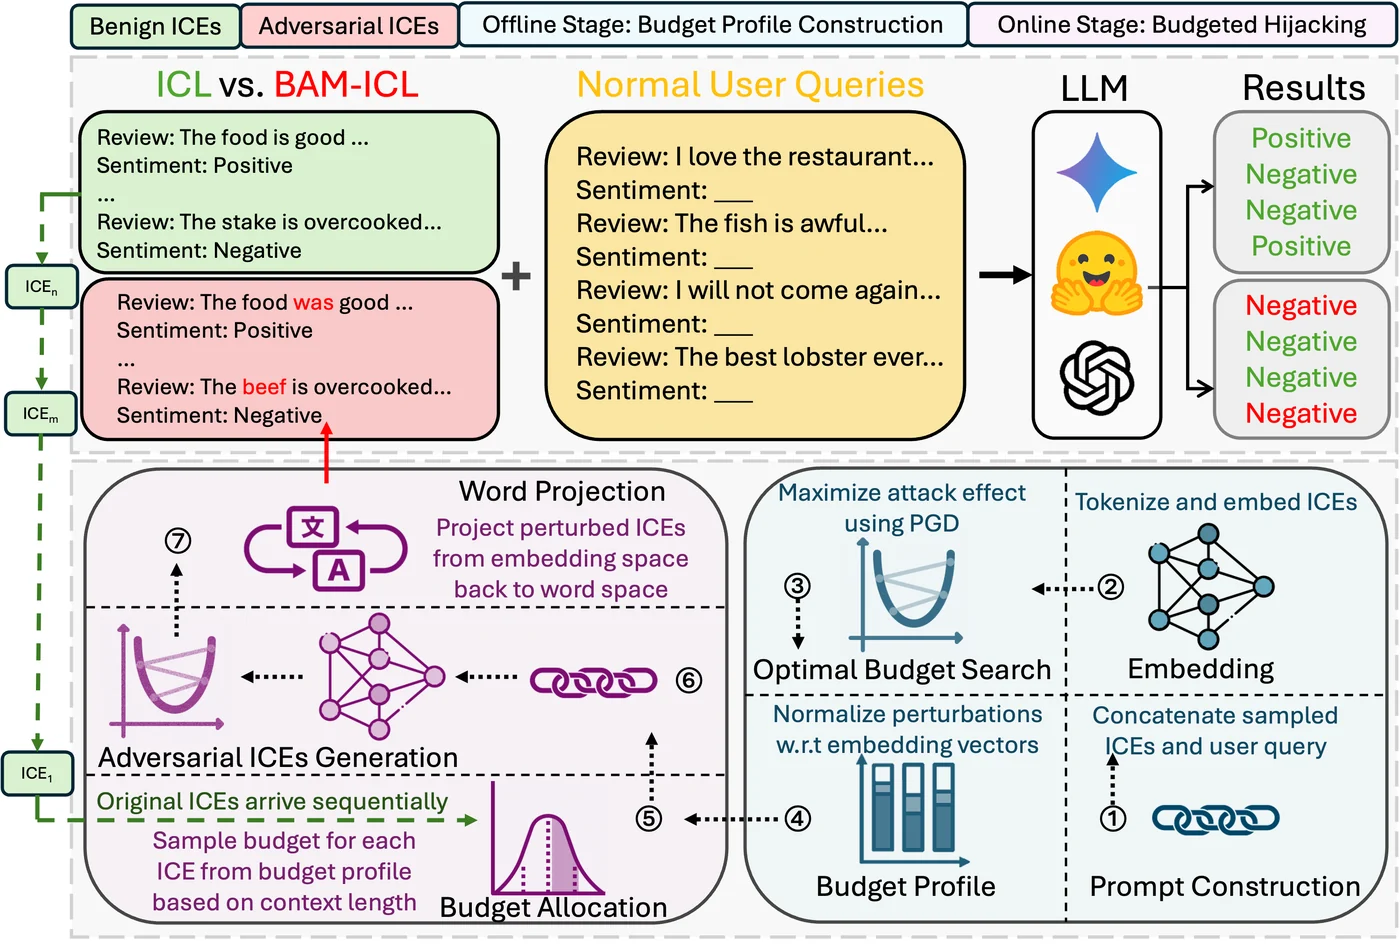 Benign ICEs
Adversarial ICEs
Offline Stage: Budget Profile Construction
Online Stage: Budgeted Hijacking
ICL vs. BAM-ICL
Normal User Queries
LLM
Results
Review: The food is good ...
Sentiment: Positive
...
Review: The stake is overcooked...
Sentiment: Negative
Review: The food was good ...
Sentiment: Positive
...
Review: The beef is overcooked...
Sentiment: Negative
+
Review: I love the restaurant...
Sentiment: ___
Review: The fish is awful...
Sentiment: ___
Review: I will not come again...
Sentiment: ___
Review: The best lobster ever...
Sentiment: ___
Positive
Negative
Negative
Positive
Negative
Negative
Negative
Negative
ICEn
ICEm
ICE1
Word Projection
Project perturbed ICEs
from embedding space
back to word space
文
A
⑦
⑥
Adversarial ICEs Generation
Original ICEs arrive sequentially
Sample budget for each
ICE from budget profile
based on context length
⑤
Budget Allocation
Maximize attack effect
using PGD
③
Optimal Budget Search
Tokenize and embed ICEs
②
Embedding
Normalize perturbations
w.r.t embedding vectors
④
Budget Profile
Concatenate sampled
ICEs and user query
①
Prompt Construction